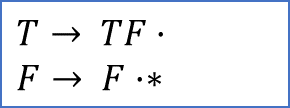 T → TF ·
F → F ·*